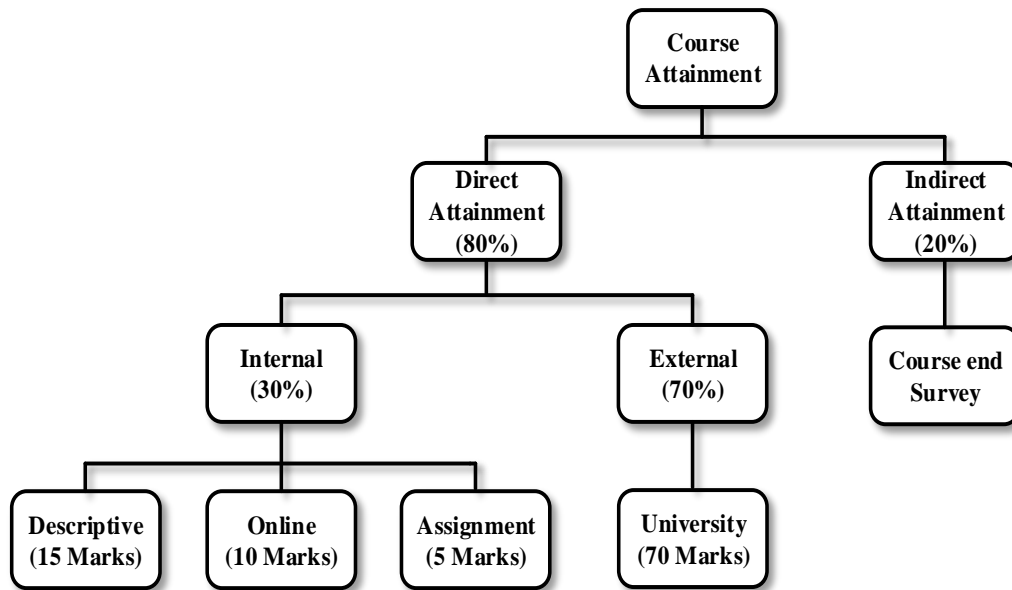 Course
Attainment
Direct
Attainment
(80%)
Indirect
Attainment
(20%)
Internal
(30%)
External
(70%)
Course end
Survey
Descriptive
(15 Marks)
Online
(10 Marks)
Assignment
(5 Marks)
University
(70 Marks)